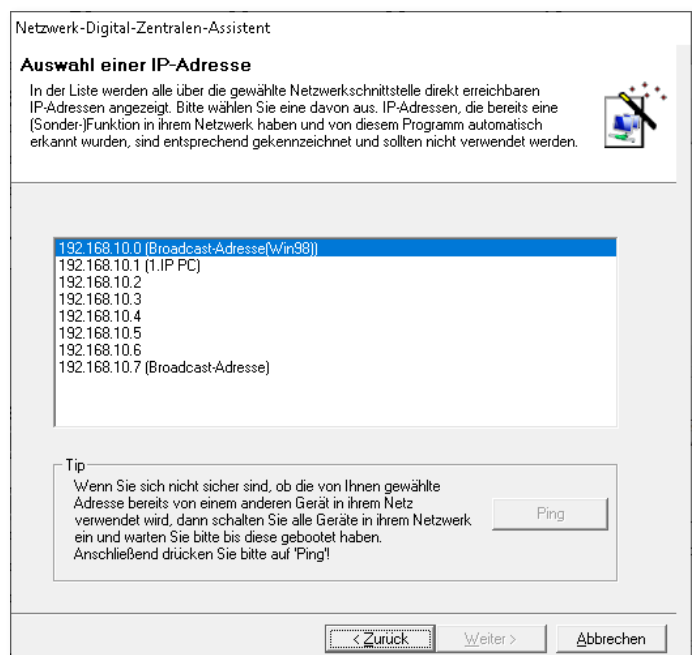 Netzwerk-Digital-Zentralen-Assistent
Auswahl einer IP-Adresse
In der Liste werden alle über die gewählte Netzwerkschnittstelle direkt erreichbaren
IP-Adressen angezeigt. Bitte wählen Sie eine davon aus. IP-Adressen, die bereits eine
(Sonder-)Funktion in ihrem Netzwerk haben und von diesem Programm automatisch
erkannt wurden, sind entsprechend gekennzeichnet und sollten nicht verwendet werden.
192.168.10.0 (Broadcast-Adresse(Win98))
192.168.10.1 (1.IP PC)
192.168.10.2
192.168.10.3
192.168.10.4
192.168.10.5
192.168.10.6
192.168.10.7 (Broadcast-Adresse)
Tip
Wenn Sie sich nicht sicher sind, ob die von Ihnen gewählte
Adresse bereits von einem anderen Gerät in ihrem Netz
verwendet wird, dann schalten Sie alle Geräte in ihrem Netzwerk
ein und warten Sie bitte bis diese gebootet haben.
Anschließend drücken Sie bitte auf 'Ping'!
Ping
< Zurück
Weiter >
Abbrechen